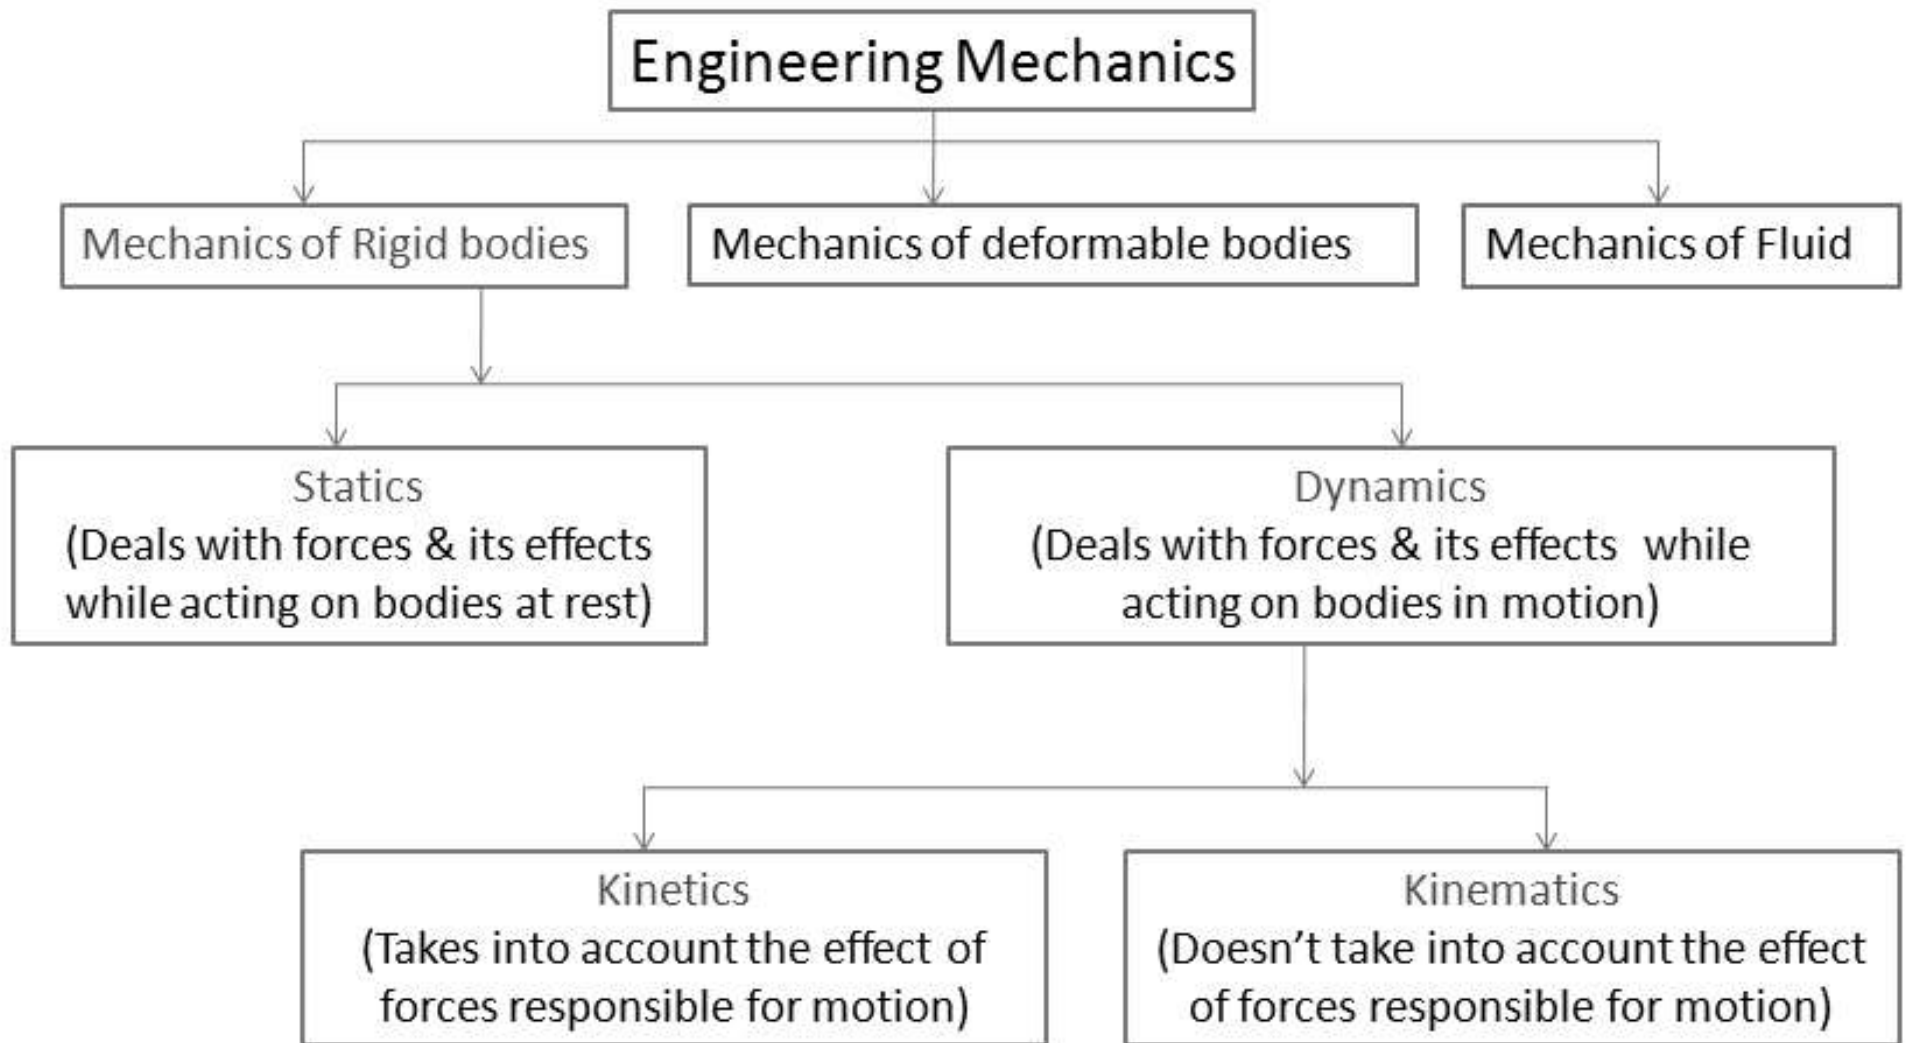 Engineering Mechanics
Mechanics of Rigid bodies
Mechanics of deformable bodies
Mechanics of Fluid
Statics
(Deals with forces & its effects
while acting on bodies at rest)
Dynamics
(Deals with forces & its effects while
acting on bodies in motion)
Kinetics
(Takes into account the effect of
forces responsible for motion)
Kinematics
(Doesn’t take into account the effect
of forces responsible for motion)